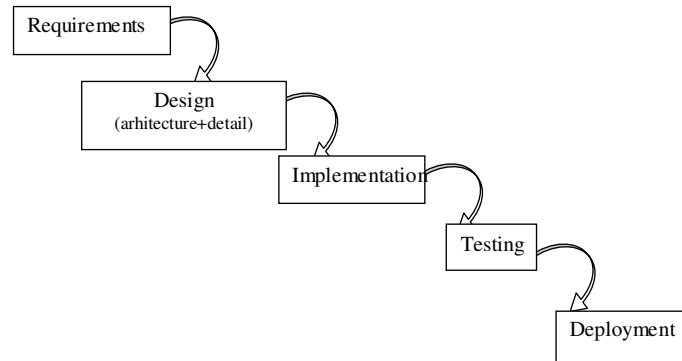 Requirements
Design
(arhitecture+detail)
Implementation
Testing
Deployment